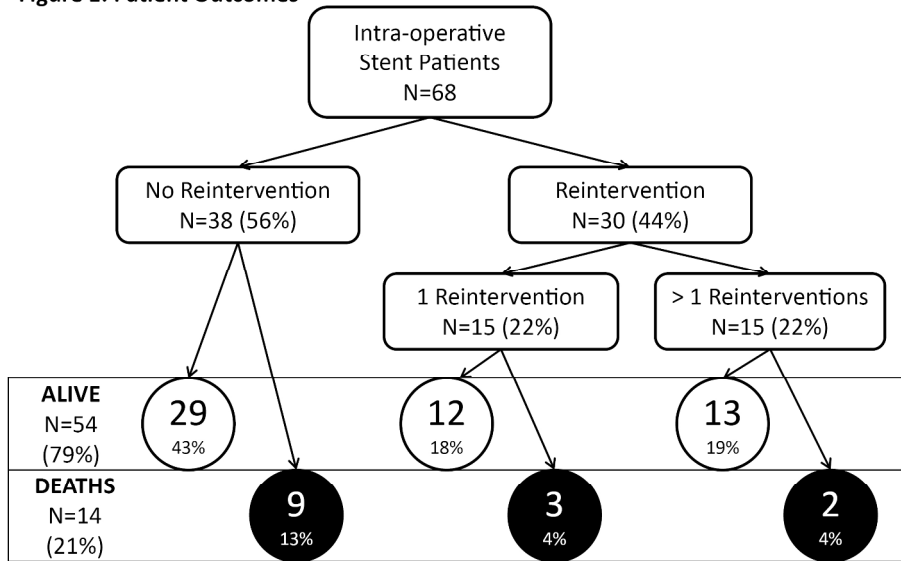 Patient Outcomes
Intra-operative
Stent Patients
N=68
No Reintervention
N=38 (56%)
Reintervention
N=30 (44%)
1 Reintervention
N=15 (22%)
> 1 Reinterventions
N=15 (22%)
ALIVE
N=54
(79%)
29
43%
12
18%
13
19%
DEATHS
N=14
(21%)
9
13%
3
4%
2
4%